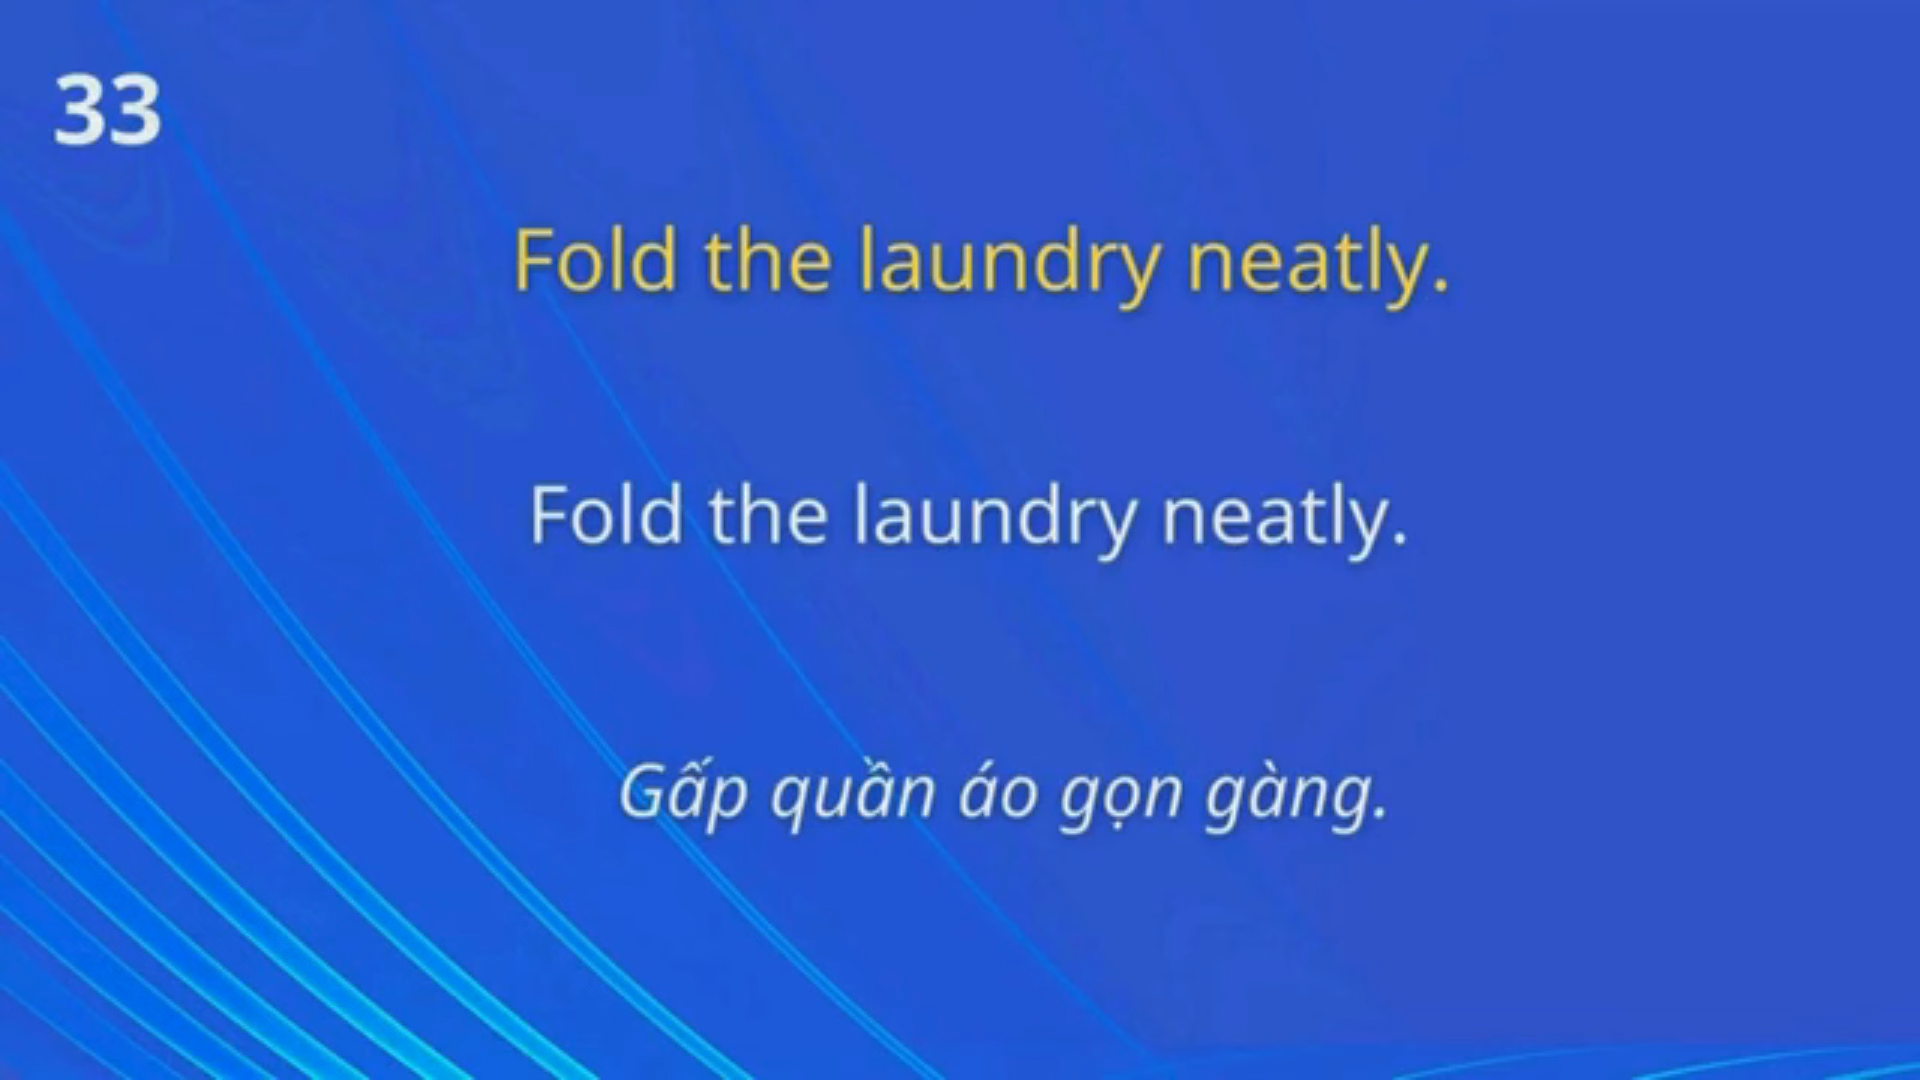 33
Fold the laundry neatly.
Fold the laundry neatly.
Gấp quần áo gọn gàng.